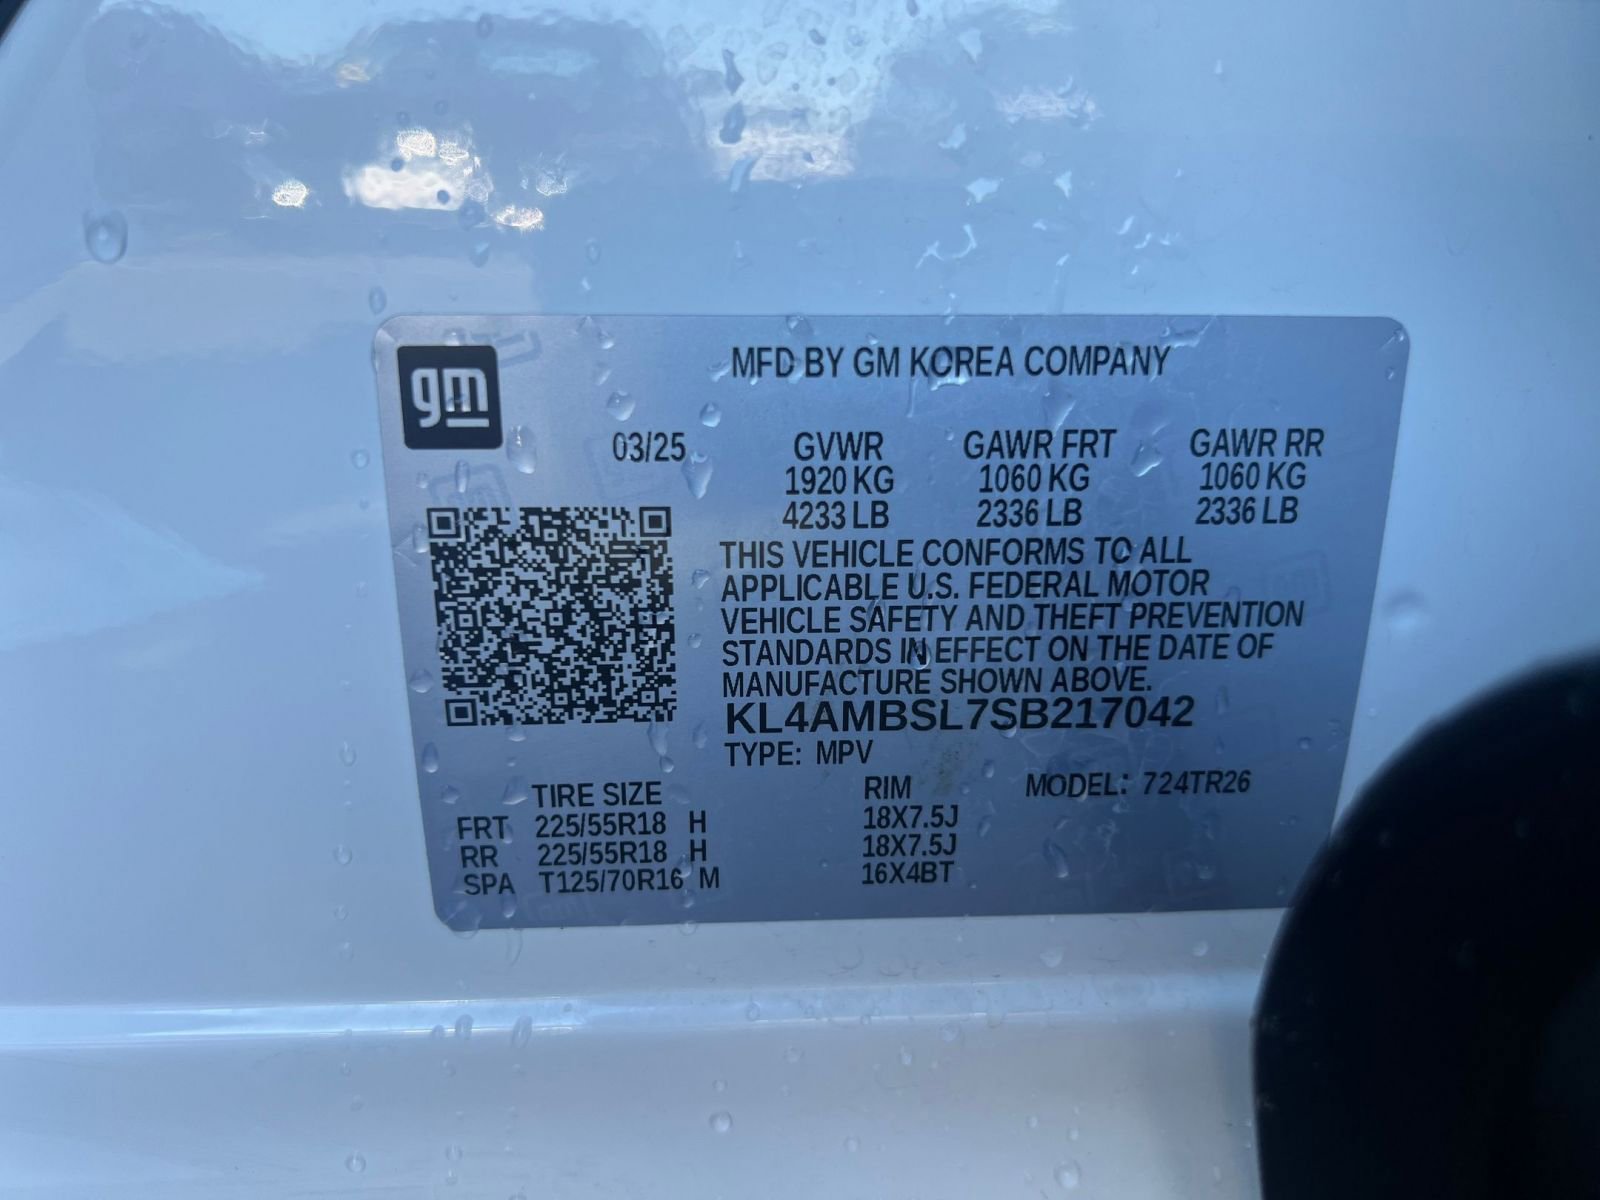 gm
MFD BY GM KOREA COMPANY
03/25 GVWR GAWR FRT GAWR RR
1920 KG 1060 KG 1060 KG
4233 LB 2336 LB 2336 LB
THIS VEHICLE CONFORMS TO ALL
APPLICABLE U.S. FEDERAL MOTOR
VEHICLE SAFETY AND THEFT PREVENTION
STANDARDS IN EFFECT ON THE DATE OF
MANUFACTURE SHOWN ABOVE.
KL4AMBSL7SB217042
TYPE: MPV
TIRE SIZE RIM MODEL: 724TR26
FRT 225/55R18 H 18X7.5J
RR 225/55R18 H 18X7.5J
SPA T125/70R16 M 16X4BT